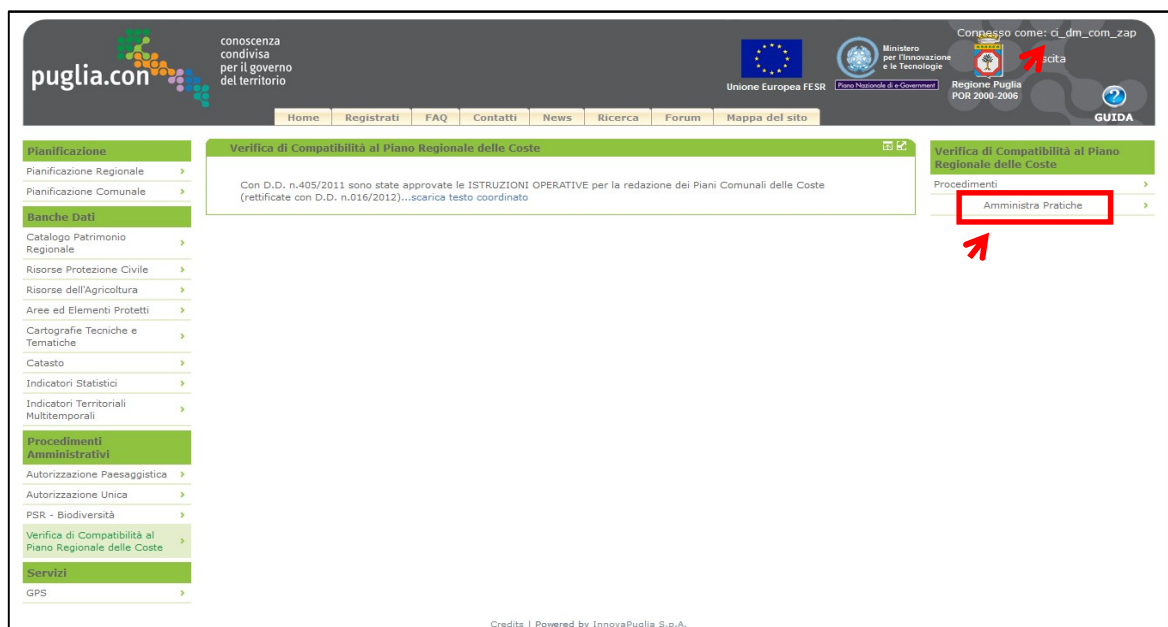 puglia.con
conoscenza
condivisa
per il governo
del territorio
Unione Europea FESR
Ministero
per l'Innovazione
e le Tecnologie
Piano Nazionale di e-Government
Connesso come: ci_dm_com_zap
scita
Regione Puglia
POR 2000-2006
GUIDA
Home
Registrati
FAQ
Contatti
News
Ricerca
Forum
Mappa del sito
Pianificazione
Pianificazione Regionale
Pianificazione Comunale
Banche Dati
Catalogo Patrimonio
Regionale
Risorse Protezione Civile
Risorse dell'Agricoltura
Aree ed Elementi Protetti
Cartografie Tecniche e
Tematiche
Catasto
Indicatori Statistici
Indicatori Territoriali
Multitemporali
Procedimenti
Amministrativi
Autorizzazione Paesaggistica
Autorizzazione Unica
PSR - Biodiversità
Verifica di Compatibilità al
Piano Regionale delle Coste
Servizi
GPS
Verifica di Compatibilità al Piano Regionale delle Coste
Con D.D. n.405/2011 sono state approvate le ISTRUZIONI OPERATIVE per la redazione dei Piani Comunali delle Coste
(rettificate con D.D. n.016/2012)...scarica testo coordinato
Verifica di Compatibilità al Piano
Regionale delle Coste
Procedimenti
Amministra Pratiche
Credits | Powered by InnovaPuglia S.p.A.